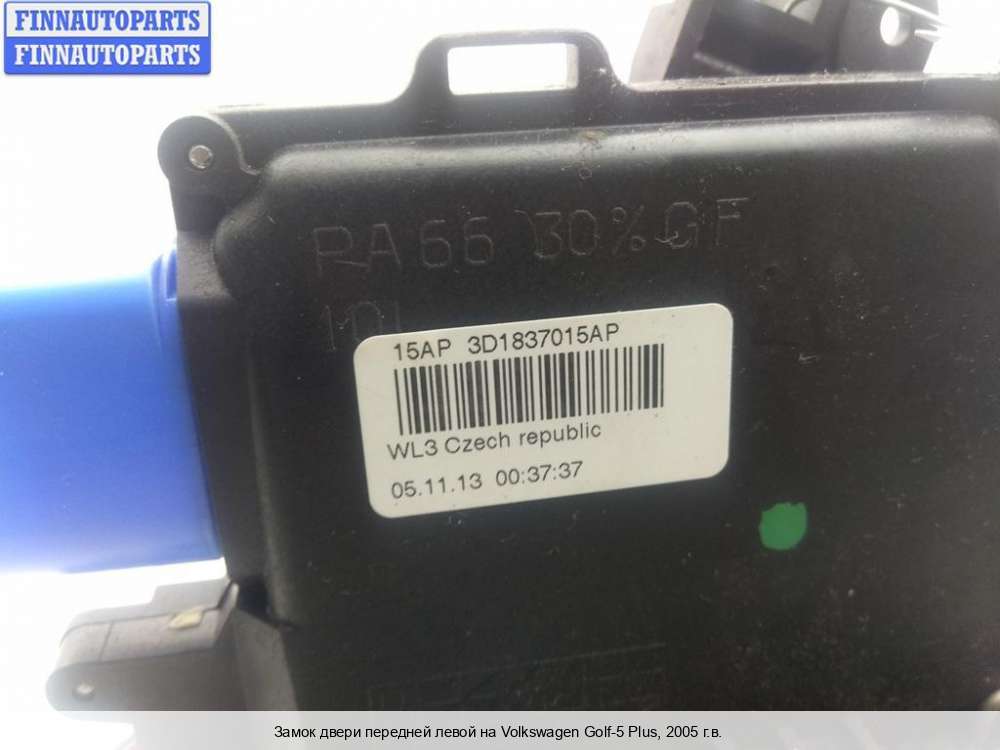 FINNAUTOPARTS
FINNAUTOPARTS
PA66 30%GF
15AP 3D1837015AP
WL3 Czech republic
05.11.13 00:37:37
Замок двери передней левой на Volkswagen Golf-5 Plus, 2005 г.в.